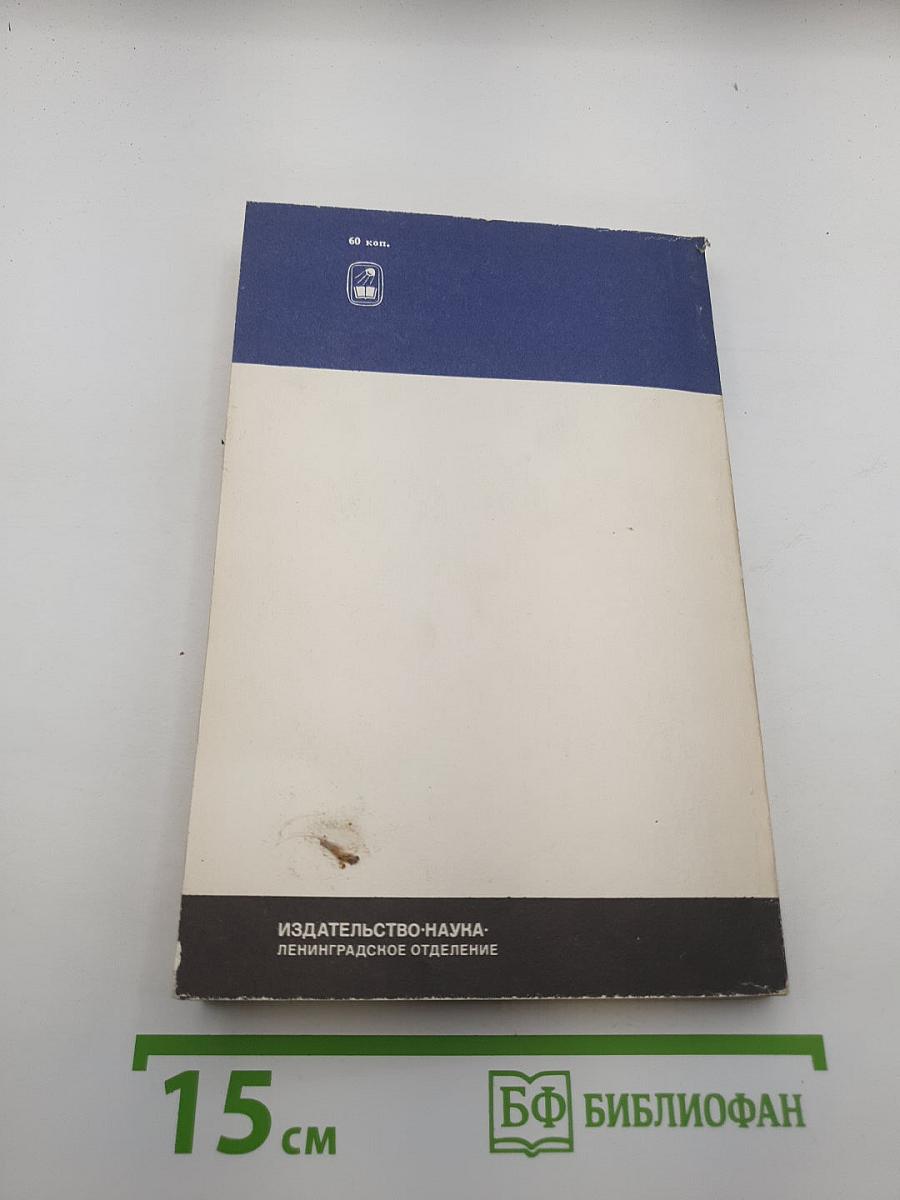 60 коп.
ИЗДАТЕЛЬСТВО·НАУКА·
ЛЕНИНГРАДСКОЕ ОТДЕЛЕНИЕ
15 см
БФ БИБЛИОФАН